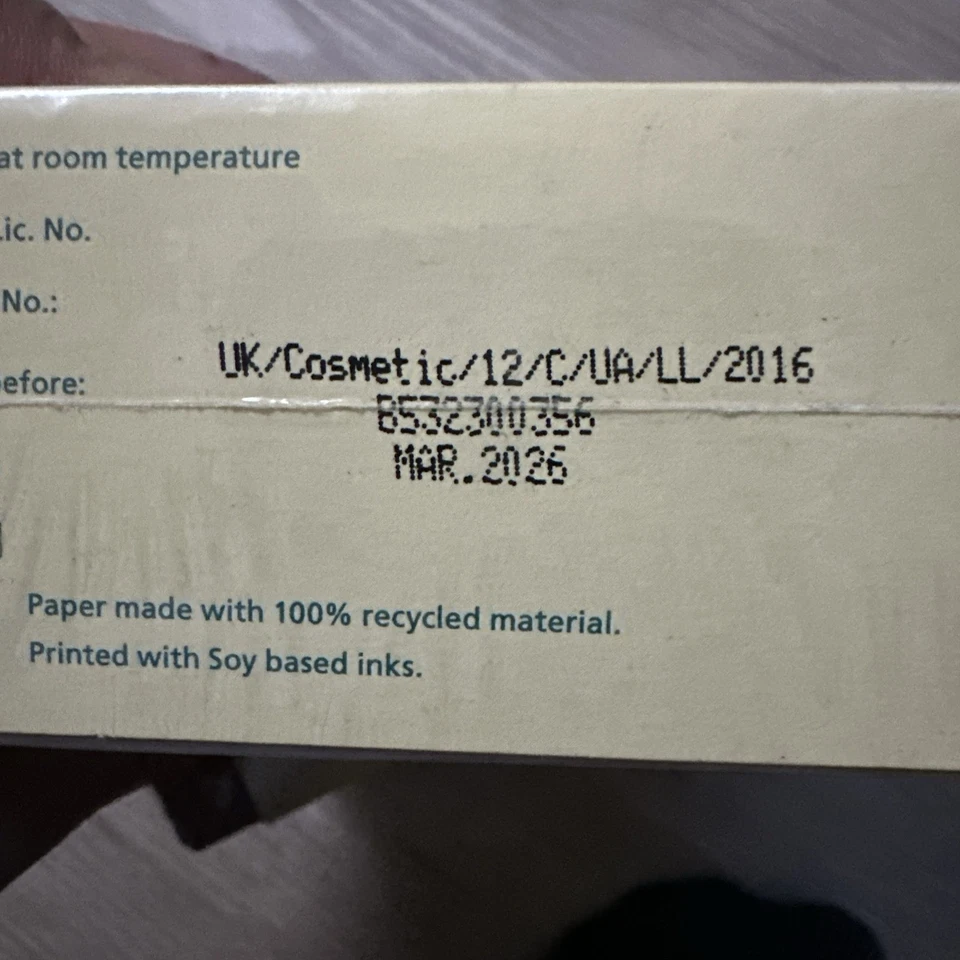 at room temperature
Lic. No.
No.:
efore:
UK/Cosmetic/12/C/UA/LL/2016
B532300356
MAR.2026
Paper made with 100% recycled material.
Printed with Soy based inks.